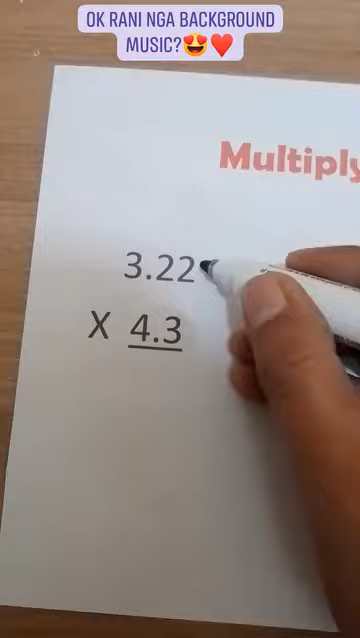 OK RANI NGA BACKGROUND
MUSIC?😍❤️
Multiply
3.22
X 4.3